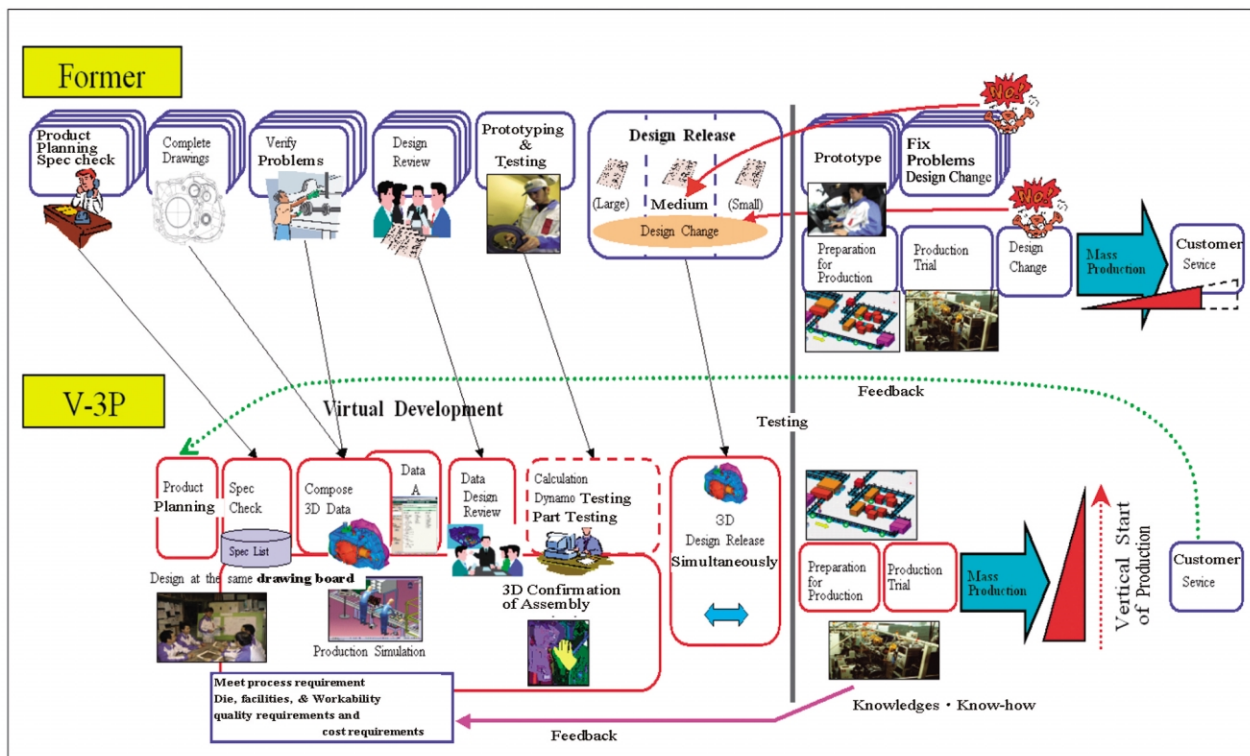 Former
Product
Planning
Spec check
Complete
Drawings
Verify
Problems
Design
Review
Prototyping
&
Testing
Design Release
(Large)
Medium
(Small)
Design Change
Prototype
Fix
Problems
Design Change
NO!
NO!
Preparation
for
Production
Production
Trial
Design
Change
Mass
Production
Customer
Sevice
V-3P
Virtual Development
Feedback
Testing
Product
Planning
Spec
Check
Spec List
Compose
3D Data
Data
A
Data
Design
Review
Calculation
Dynamo Testing
Part Testing
3D
Design Release
Simultaneously
Design at the same drawing board
Production Simulation
3D Confirmation
of Assembly
Preparation
for
Production
Production
Trial
Mass
Production
Vertical Start
of Production
Customer
Sevice
Meet process requirement
Die, facilities, & Workability
quality requirements and
cost requirements
Feedback
Knowledges・Know-how